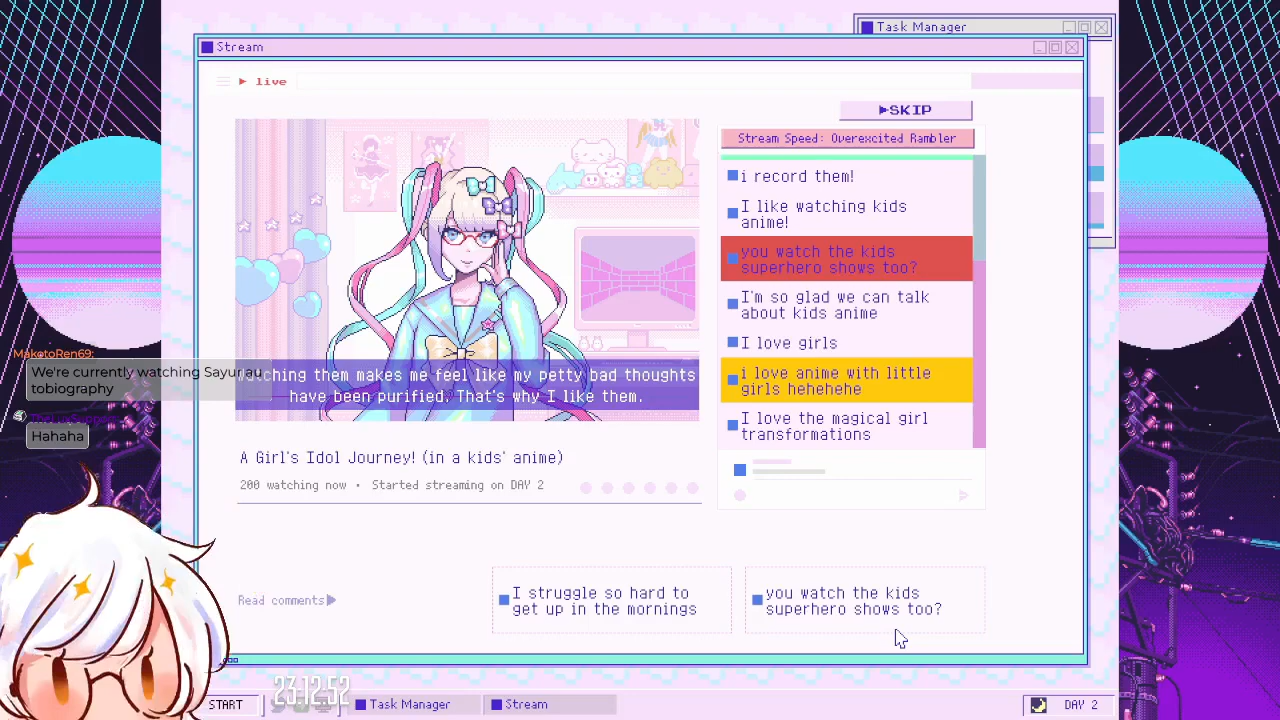 Task Manager
Stream
live
▶SKIP
Stream Speed: Overexcited Rambler
i record them!
I like watching kids
anime!
you watch the kids
superhero shows too?
I'm so glad we can talk
about kids anime
I love girls
i love anime with little
girls hehehehe
I love the magical girl
transformations
MakotoRen69:
We're currently watching Sayuri au
tobiography
Hahaha
watching them makes me feel like my petty bad thoughts
have been purified. That's why I like them.
A Girl's Idol Journey! (in a kids' anime)
200 watching now • Started streaming on DAY 2
Read comments▶
I struggle so hard to
get up in the mornings
you watch the kids
superhero shows too?
START
23:12:52
Task Manager
Stream
DAY 2